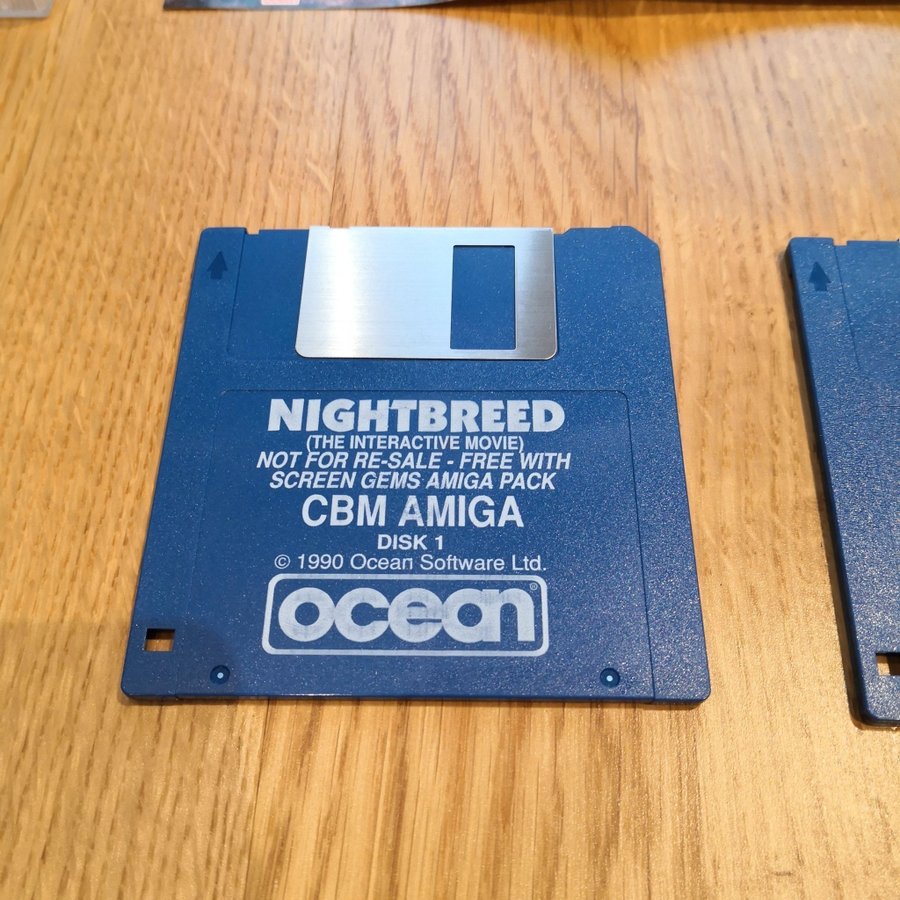 NIGHTBREED
(THE INTERACTIVE MOVIE)
NOT FOR RE-SALE - FREE WITH
SCREEN GEMS AMIGA PACK
CBM AMIGA
DISK 1
© 1990 Ocean Software Ltd.
ocean®